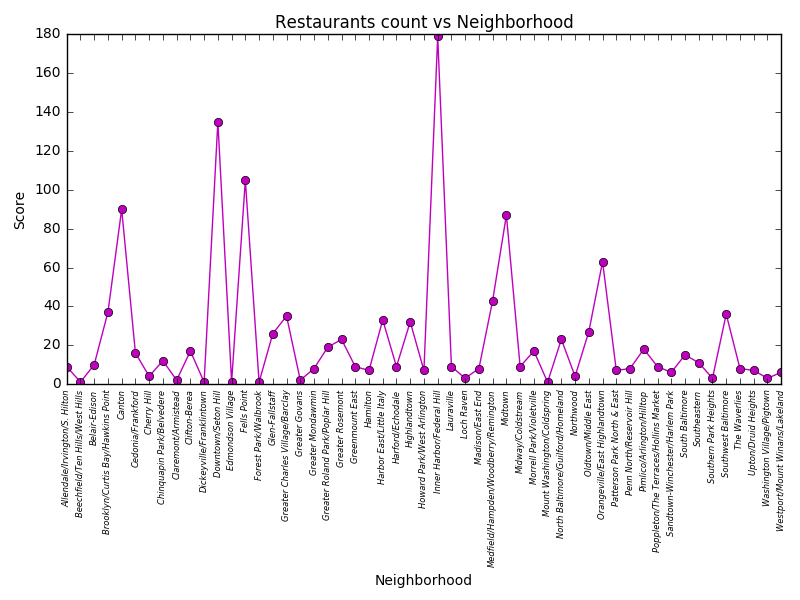 Restaurants count vs Neighborhood
180
160
140
120
100
80
60
40
20
0
Score
Allendale/Irvington/S. Hilton
Beechfield/Ten Hills/West Hills
Belair-Edison
Brooklyn/Curtis Bay/Hawkins Point
Canton
Cedonia/Frankford
Cherry Hill
Chinquapin Park/Belvedere
Claremont/Armistead
Clifton-Berea
Dickeyville/Franklintown
Downtown/Seton Hill
Edmondson Village
Fells Point
Forest Park/Walbrook
Glen-Fallstaff
Greater Charles Village/Barclay
Greater Govans
Greater Mondawmin
Greater Roland Park/Poplar Hill
Greater Rosemont
Greenmount East
Hamilton
Harbor East/Little Italy
Harford/Echodale
Highlandtown
Howard Park/West Arlington
Inner Harbor/Federal Hill
Lauraville
Loch Raven
Madison/East End
Medfield/Hampden/Woodberry/Remington
Midtown
Midway/Coldstream
Morrell Park/Violetville
Mount Washington/Coldspring
North Baltimore/Guilford/Homeland
Northwood
Oldtown/Middle East
Orangeville/East Highlandtown
Patterson Park North & East
Penn North/Reservoir Hill
Pimlico/Arlington/Hilltop
Poppleton/The Terraces/Hollins Market
Sandtown-Winchester/Harlem Park
South Baltimore
Southeastern
Southern Park Heights
Southwest Baltimore
The Waverlies
Upton/Druid Heights
Washington Village/Pigtown
Westport/Mount Winans/Lakeland
Neighborhood